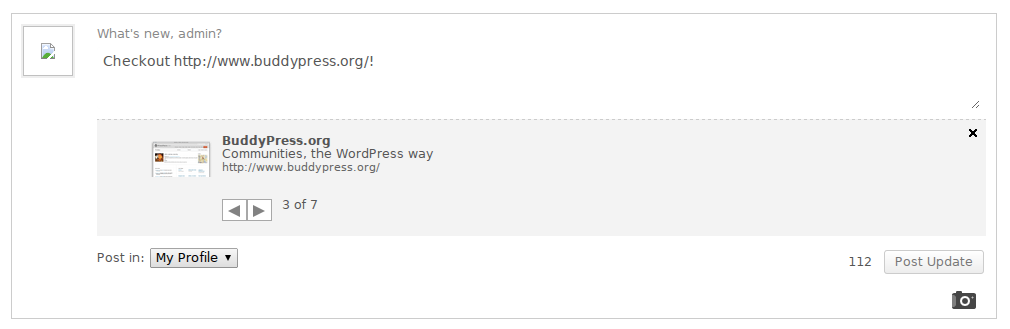 What's new, admin?
Checkout http://www.buddypress.org/!
BuddyPress.org
Communities, the WordPress way
http://www.buddypress.org/
3 of 7
Post in: My Profile
112 Post Update